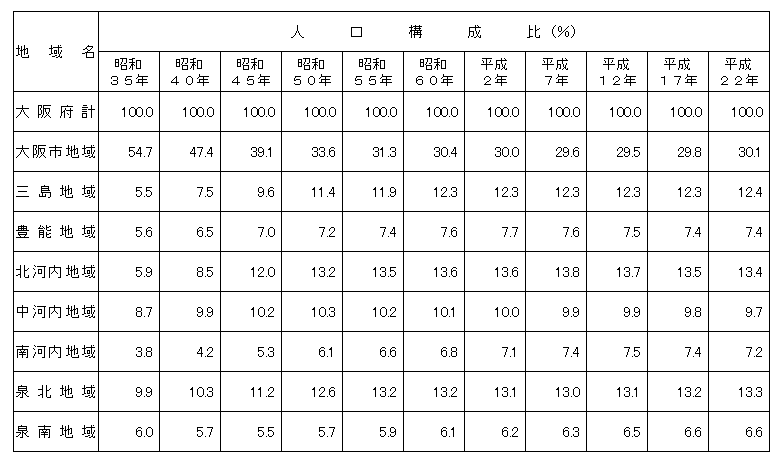 地域名 人口構成比(%)
昭和35年 昭和40年 昭和45年 昭和50年 昭和55年 昭和60年 平成2年 平成7年 平成12年 平成17年 平成22年
大阪府計 100.0 100.0 100.0 100.0 100.0 100.0 100.0 100.0 100.0 100.0 100.0
大阪市地域 54.7 47.4 39.1 33.6 31.3 30.4 30.0 29.6 29.5 29.8 30.1
三島地域 5.5 7.5 9.6 11.4 11.9 12.3 12.3 12.3 12.3 12.3 12.4
豊能地域 5.6 6.5 7.0 7.2 7.4 7.6 7.7 7.6 7.5 7.4 7.4
北河内地域 5.9 8.5 12.0 13.2 13.5 13.6 13.6 13.8 13.7 13.5 13.4
中河内地域 8.7 9.9 10.2 10.3 10.2 10.1 10.0 9.9 9.9 9.8 9.7
南河内地域 3.8 4.2 5.3 6.1 6.6 6.8 7.1 7.4 7.5 7.4 7.2
泉北地域 9.9 10.3 11.2 12.6 13.2 13.2 13.1 13.0 13.1 13.2 13.3
泉南地域 6.0 5.7 5.5 5.7 5.9 6.1 6.2 6.3 6.5 6.6 6.6